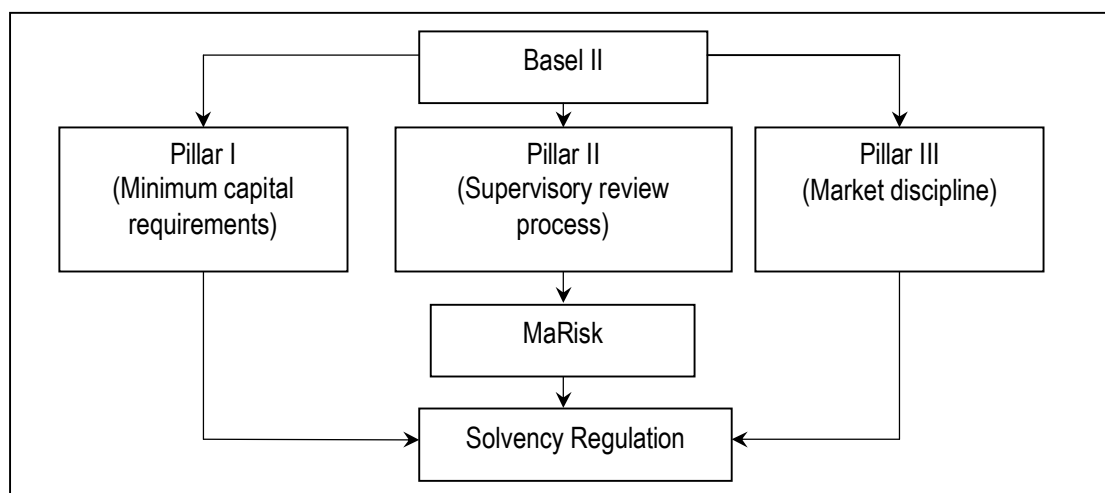 Basel II
Pillar I
(Minimum capital
requirements)
Pillar II
(Supervisory review
process)
Pillar III
(Market discipline)
MaRisk
Solvency Regulation